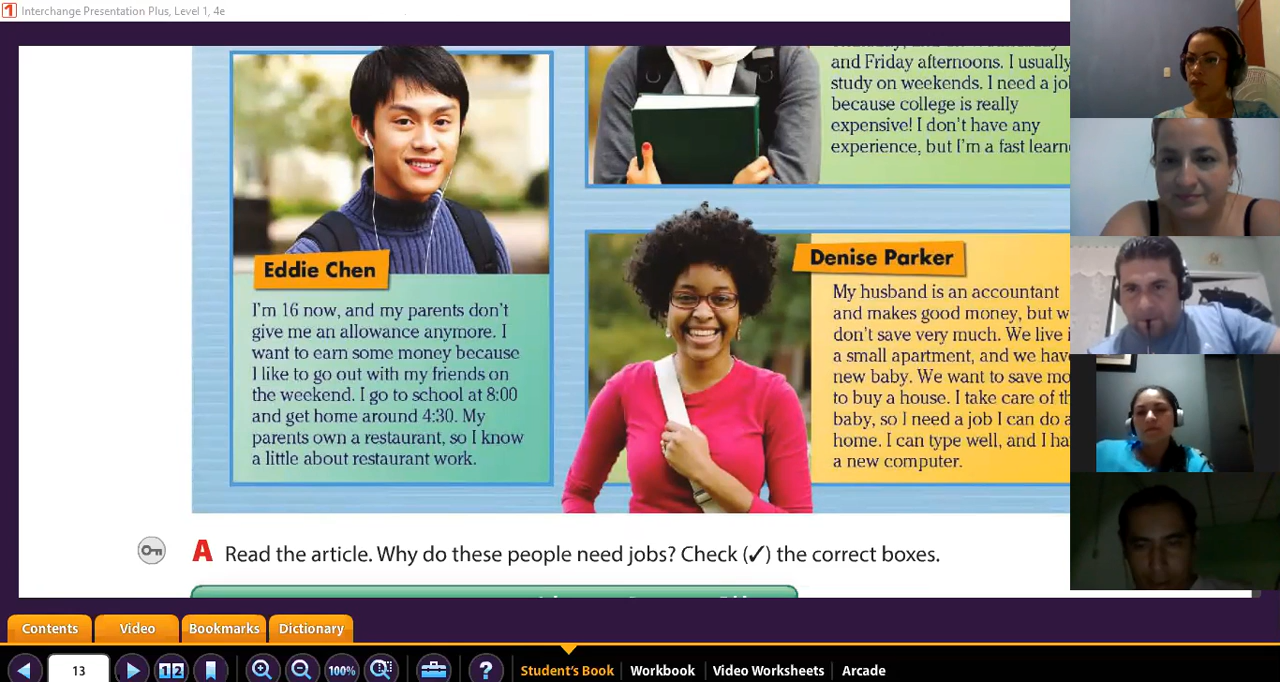 Interchange Presentation Plus, Level 1, 4e
and Friday afternoons. I usually
study on weekends. I need a jo
because college is really
expensive! I don't have any
experience, but I'm a fast learn
Eddie Chen
I'm 16 now, and my parents don't
give me an allowance anymore. I
want to earn some money because
I like to go out with my friends on
the weekend. I go to school at 8:00
and get home around 4:30. My
parents own a restaurant, so I know
a little about restaurant work.
Denise Parker
My husband is an accountant
and makes good money, but w
don't save very much. We live i
a small apartment, and we hav
new baby. We want to save mo
to buy a house. I take care of th
baby, so I need a job I can do a
home. I can type well, and I ha
a new computer.
A Read the article. Why do these people need jobs? Check (✓) the correct boxes.
Contents Video Bookmarks Dictionary
13 1 2 100% ? Student's Book Workbook Video Worksheets Arcade